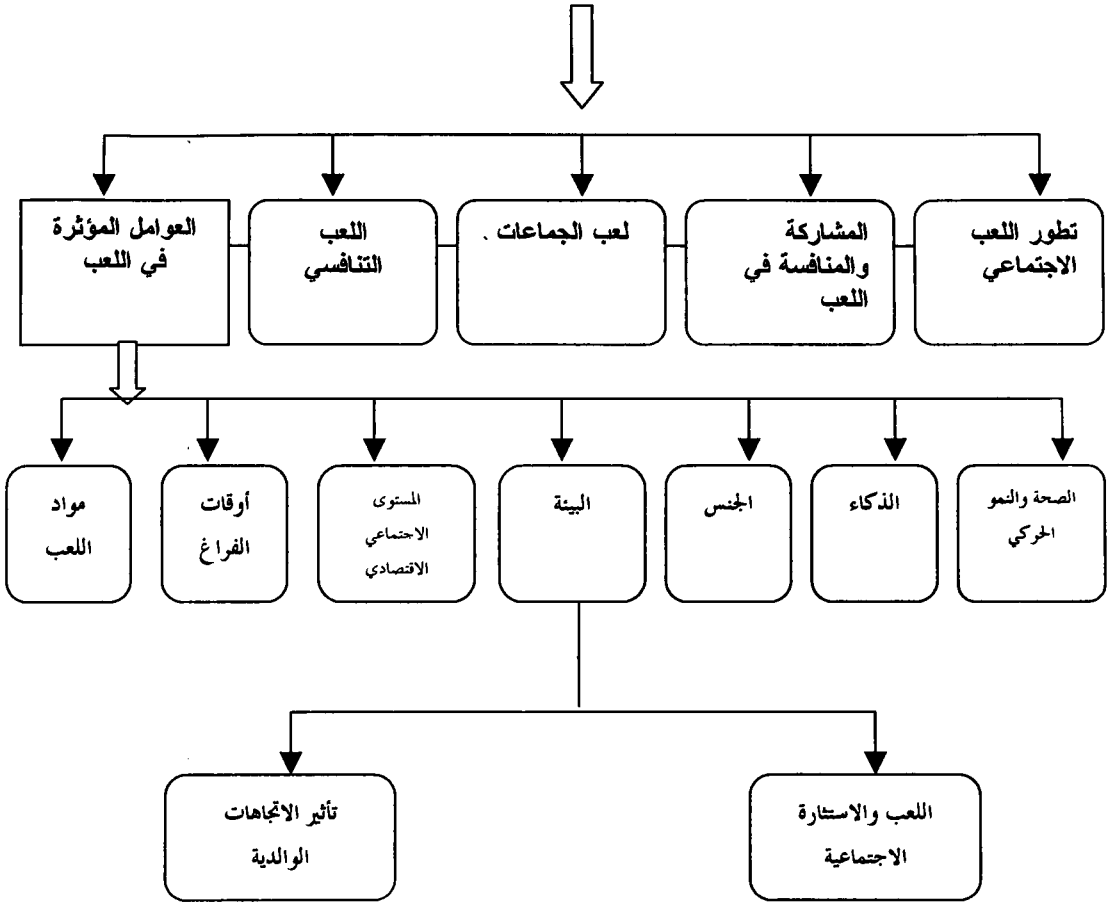 تطور اللعب
الاجتماعي
المشاركة
والمنافسة في
اللعب
لعب الجماعات .
اللعب
التنافسي
العوامل المؤثرة
في اللعب
الصحة والنمو
الحركي
الذكاء
الجنس
البيئة
المستوى
الاجتماعي
الاقتصادي
أوقات
الفراغ
مواد
اللعب
اللعب والاستثارة
الاجتماعية
تأثير الاتجاهات
الوالدية